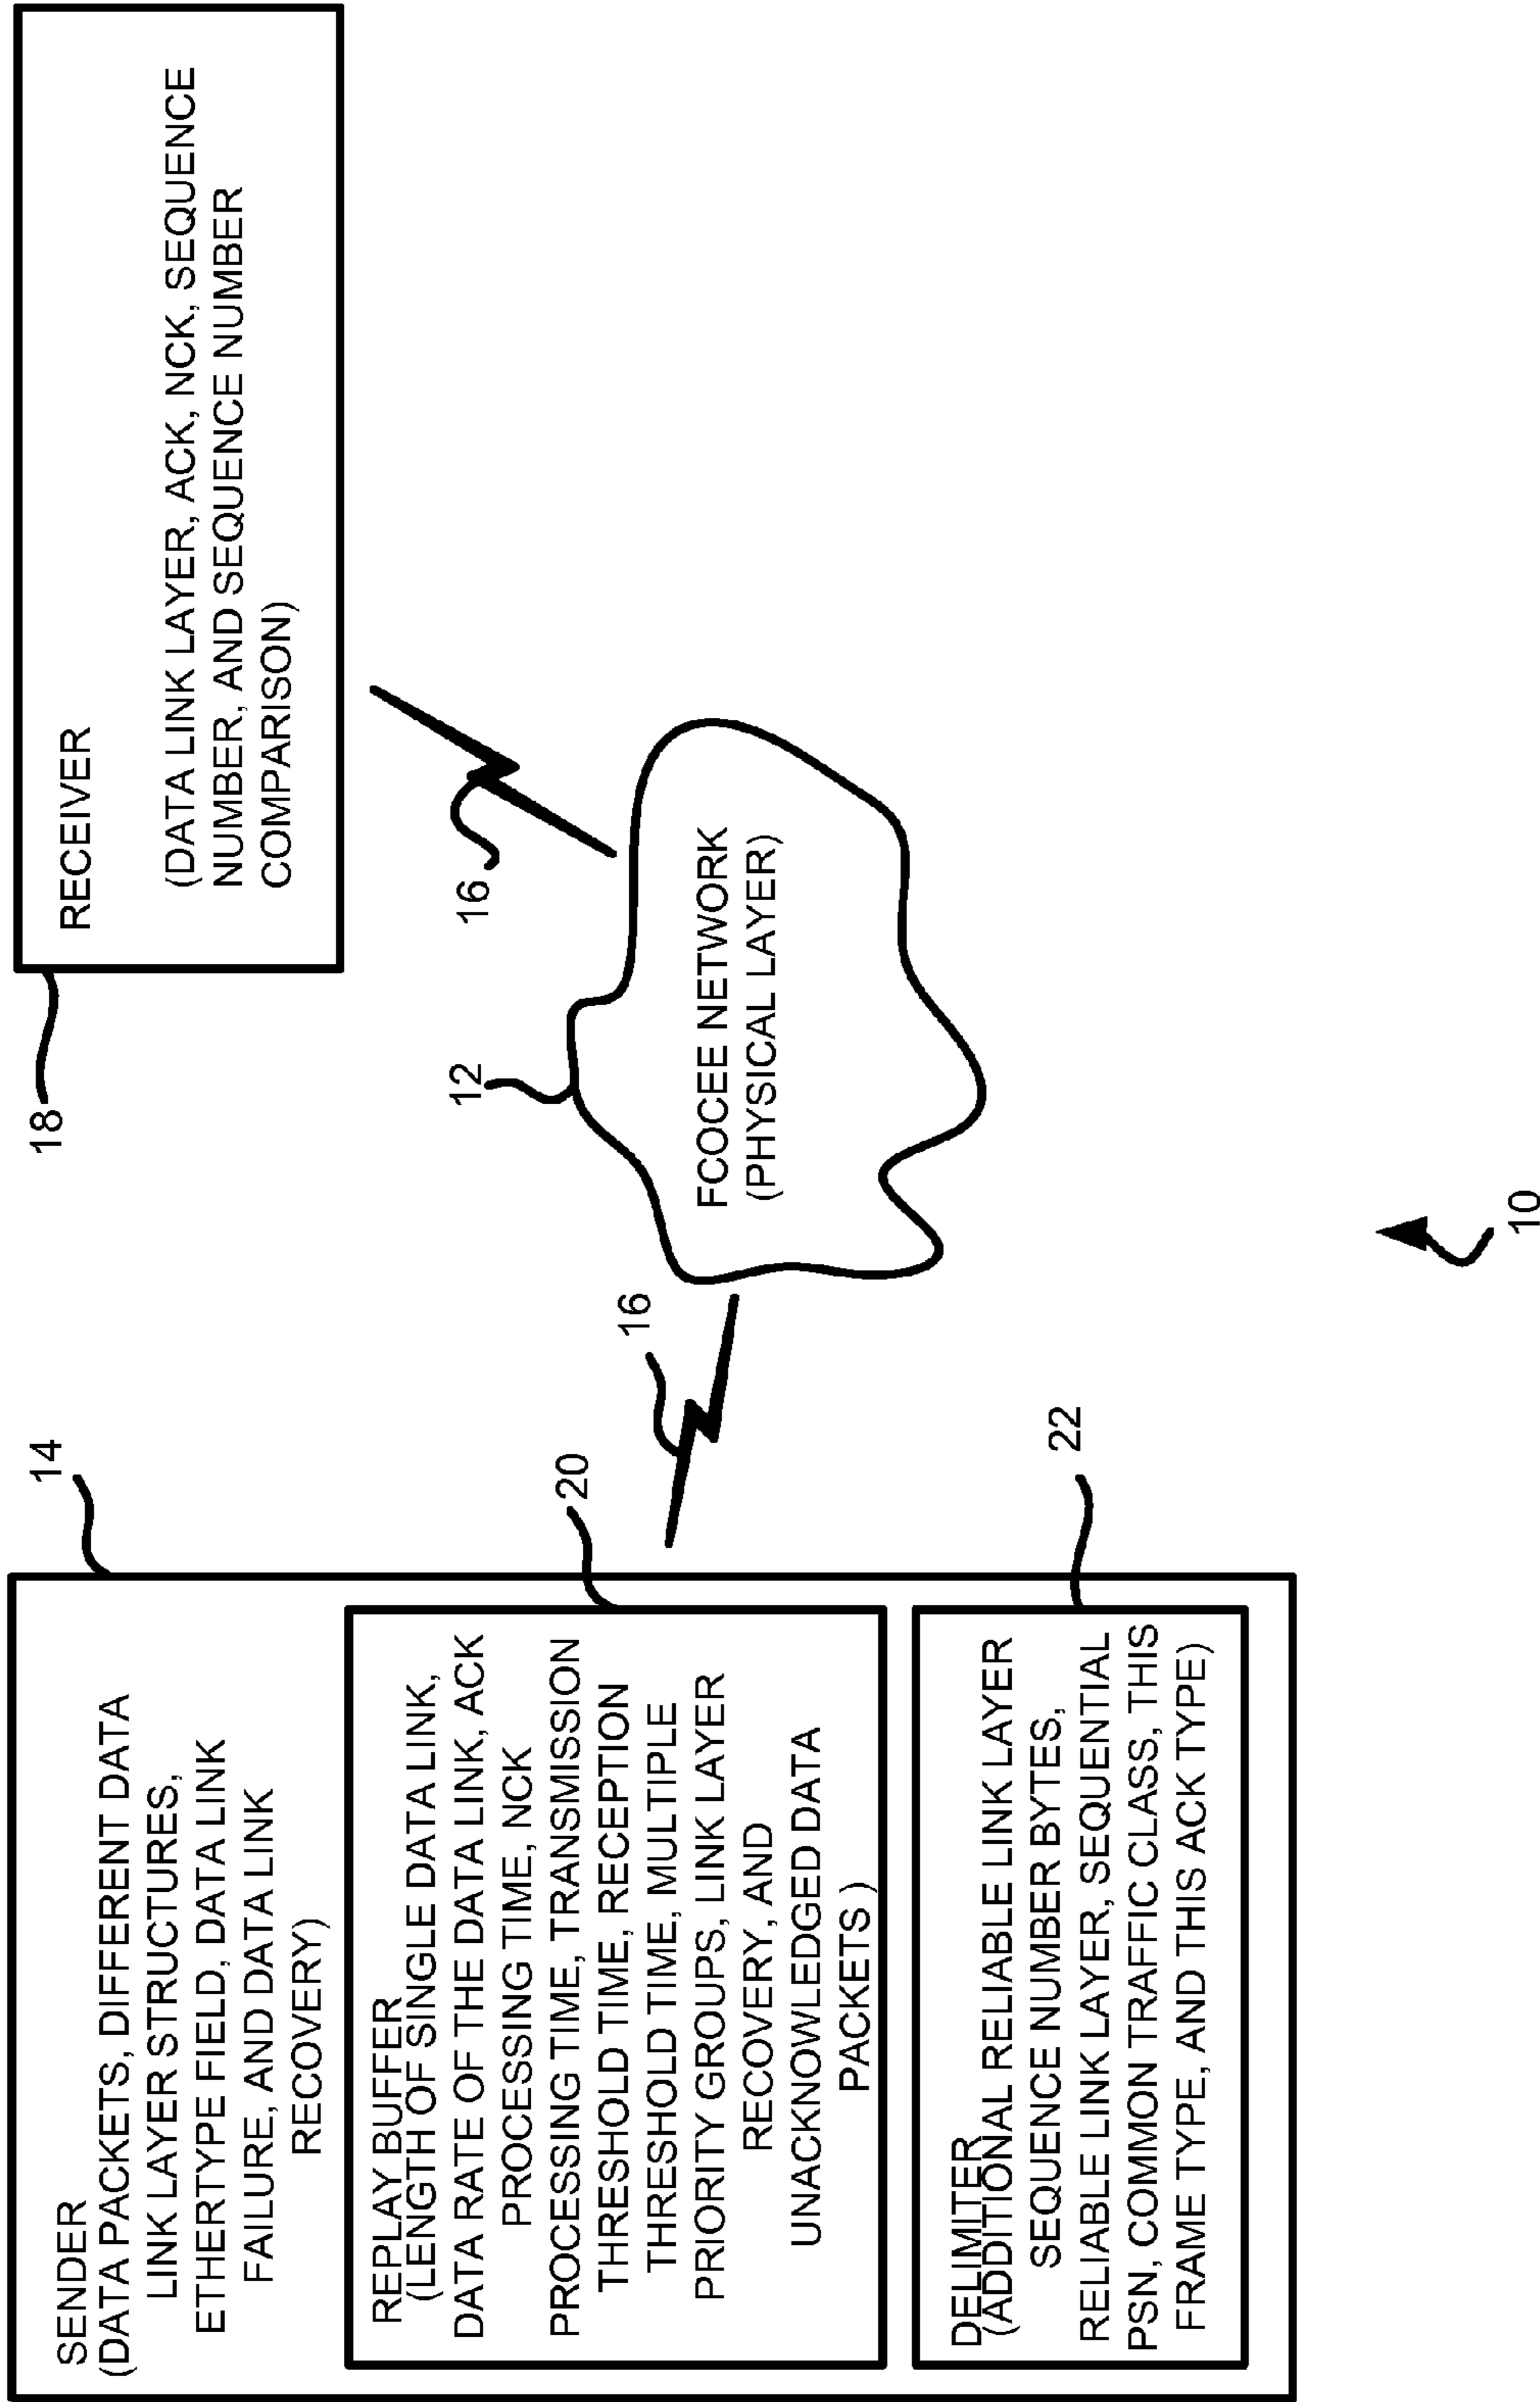 14
SENDER
(DATA PACKETS, DIFFERENT DATA
LINK LAYER STRUCTURES,
ETHERTYPE FIELD, DATA LINK
FAILURE, AND DATA LINK
RECOVERY)
20
REPLAY BUFFER
(LENGTH OF SINGLE DATA LINK,
DATA RATE OF THE DATA LINK, ACK
PROCESSING TIME, NCK
PROCESSING TIME, TRANSMISSION
THRESHOLD TIME, RECEPTION
THRESHOLD TIME, MULTIPLE
PRIORITY GROUPS, LINK LAYER
RECOVERY, AND
UNACKNOWLEDGED DATA
PACKETS )
22
DELIMITER
(ADDITIONAL RELIABLE LINK LAYER
SEQUENCE NUMBER BYTES,
RELIABLE LINK LAYER, SEQUENTIAL
PSN, COMMON TRAFFIC CLASS, THIS
FRAME TYPE, AND THIS ACK TYPE)
16
12
FCOCEE NETWORK
(PHYSICAL LAYER)
16
18
RECEIVER
(DATA LINK LAYER, ACK, NCK, SEQUENCE
NUMBER, AND SEQUENCE NUMBER
COMPARISON)
10